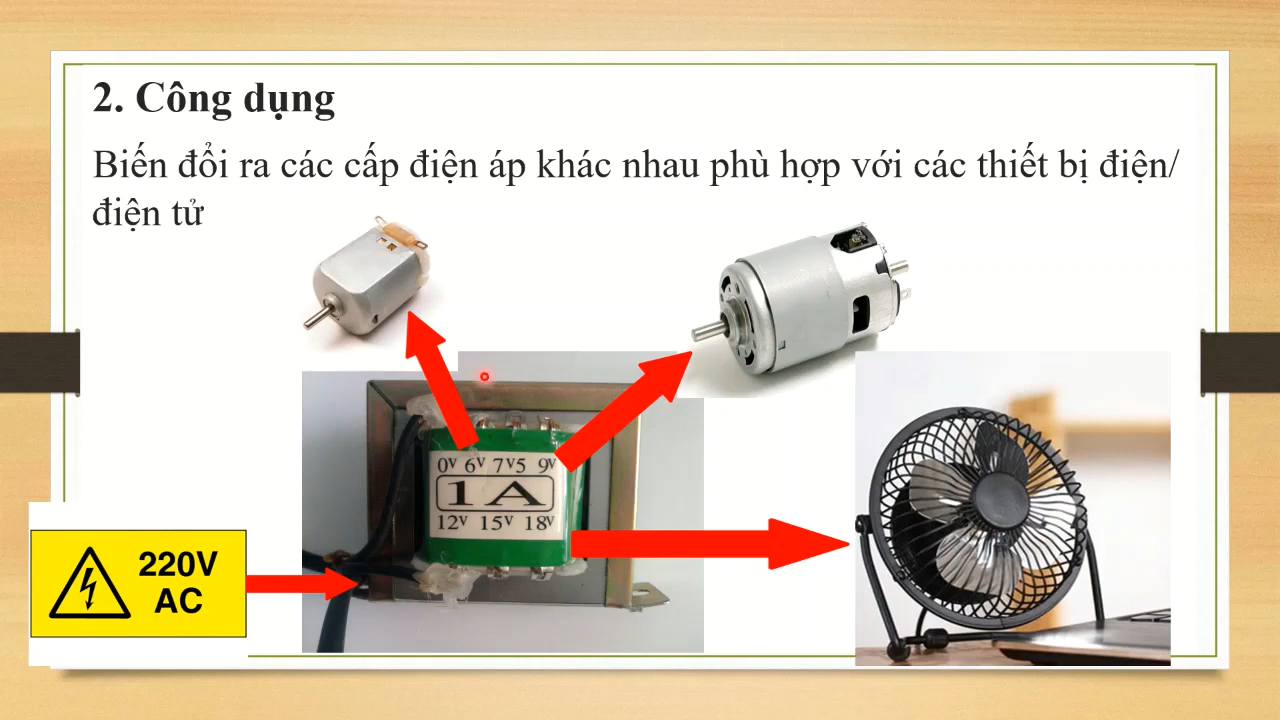 2. Công dụng
Biến đổi ra các cấp điện áp khác nhau phù hợp với các thiết bị điện/
điện tử
0V 6V 7V5 9V
1A
12V 15V 18V
220V
AC